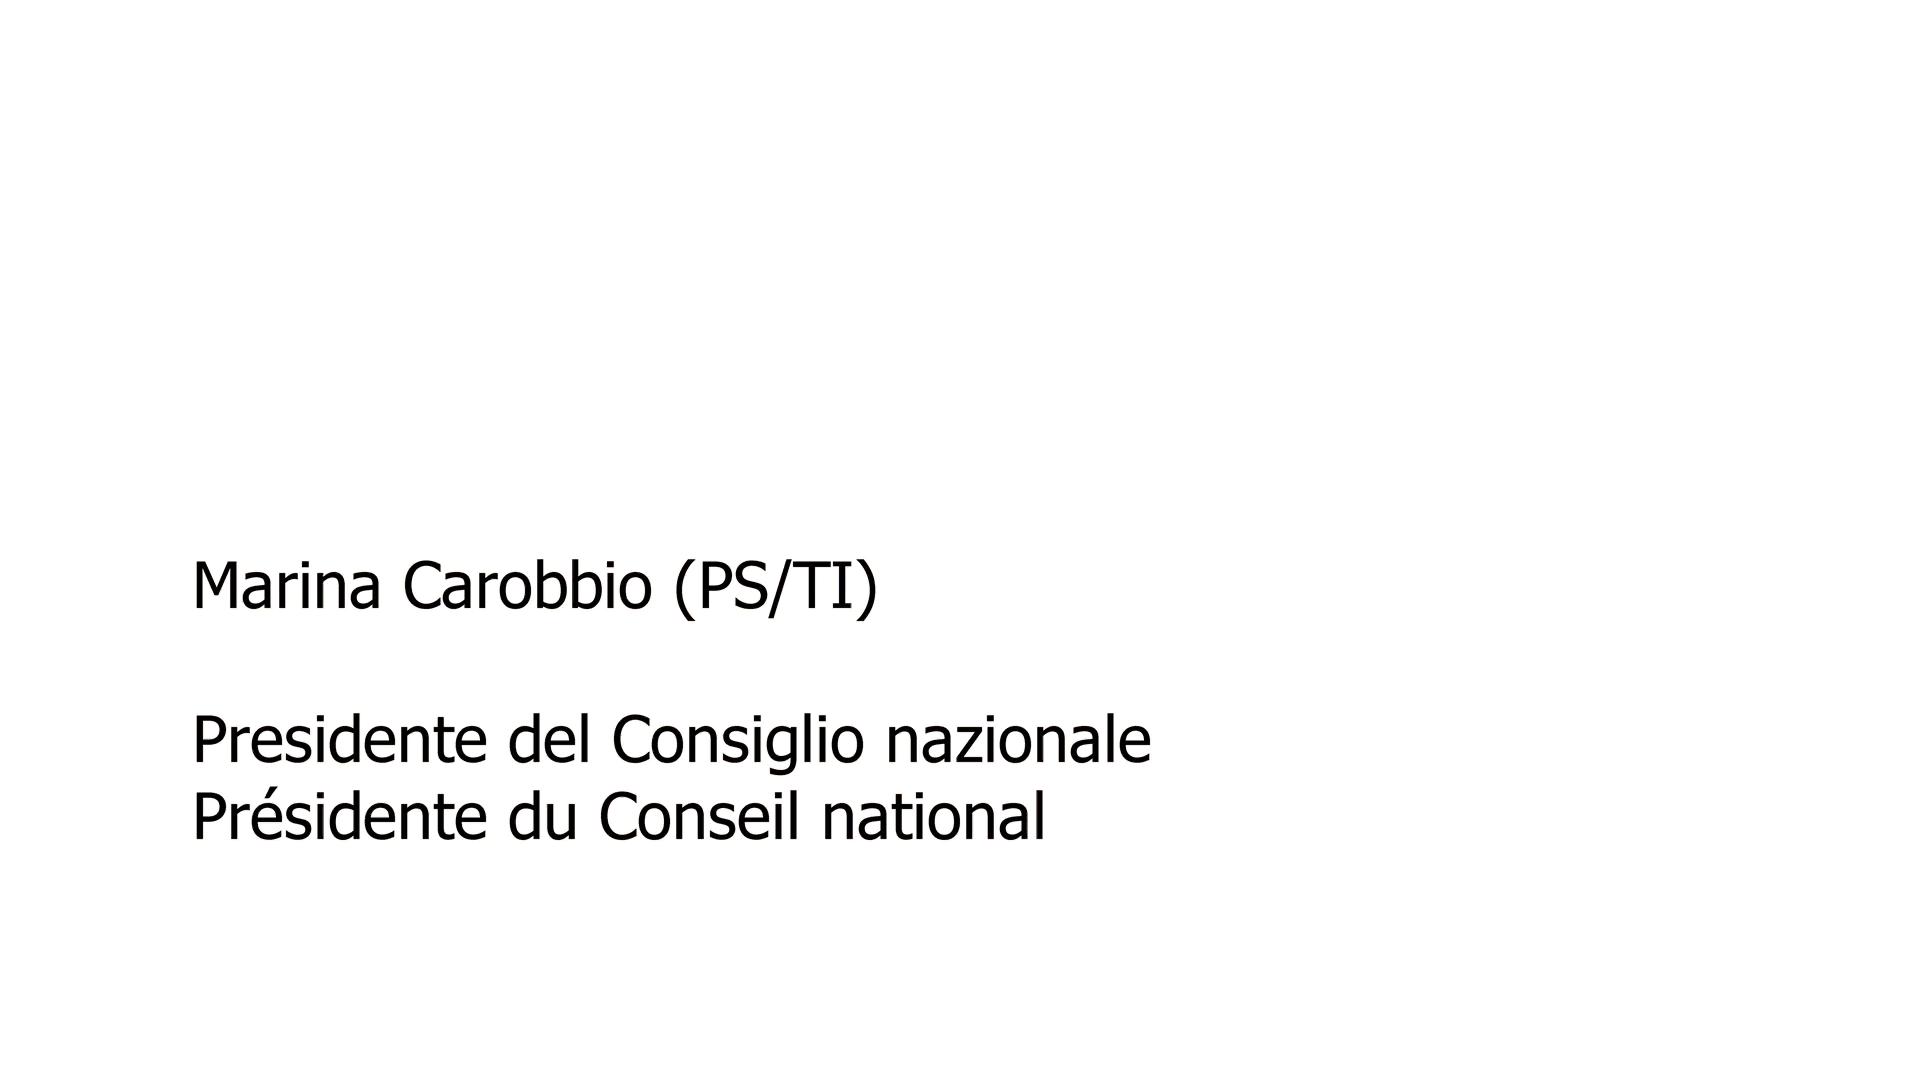 Marina Carobbio (PS/TI)
Presidente del Consiglio nazionale
Présidente du Conseil national